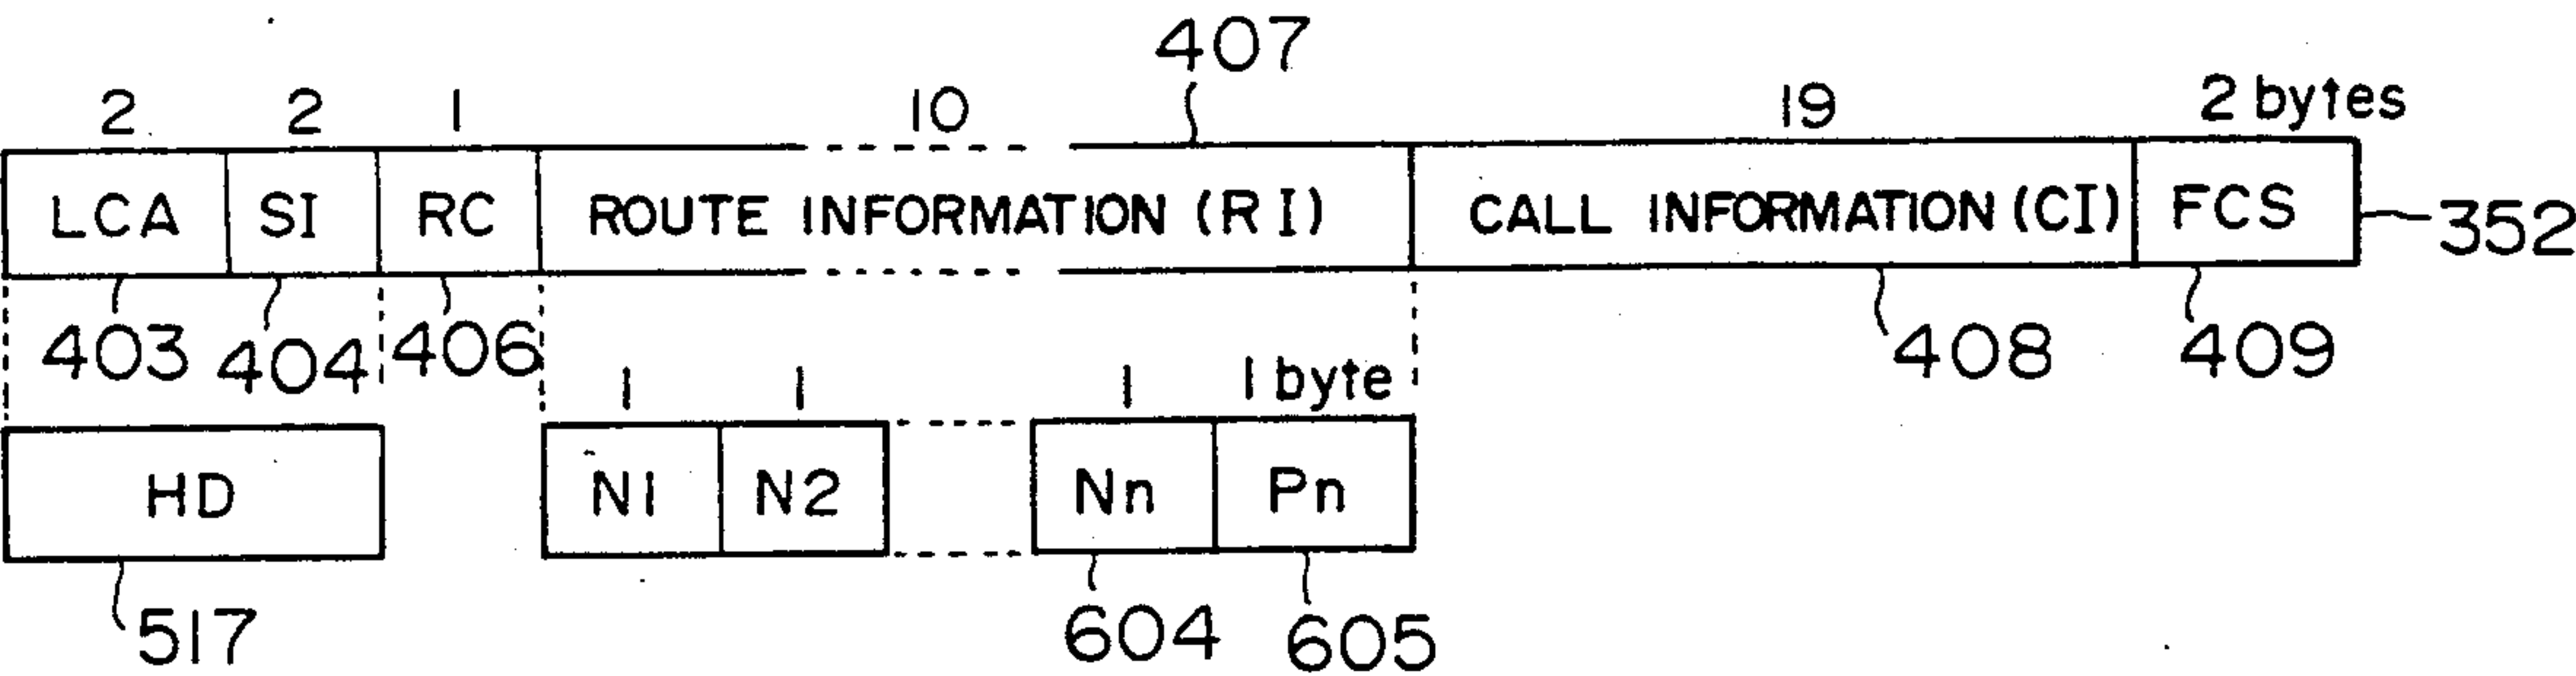 407
2 2 1 10 19 2 bytes
LCA SI RC ROUTE INFORMATION (RI) CALL INFORMATION (CI) FCS 352
403 404 406 408 409
1 1 1 1 byte
HD N1 N2 Nn Pn
517 604 605